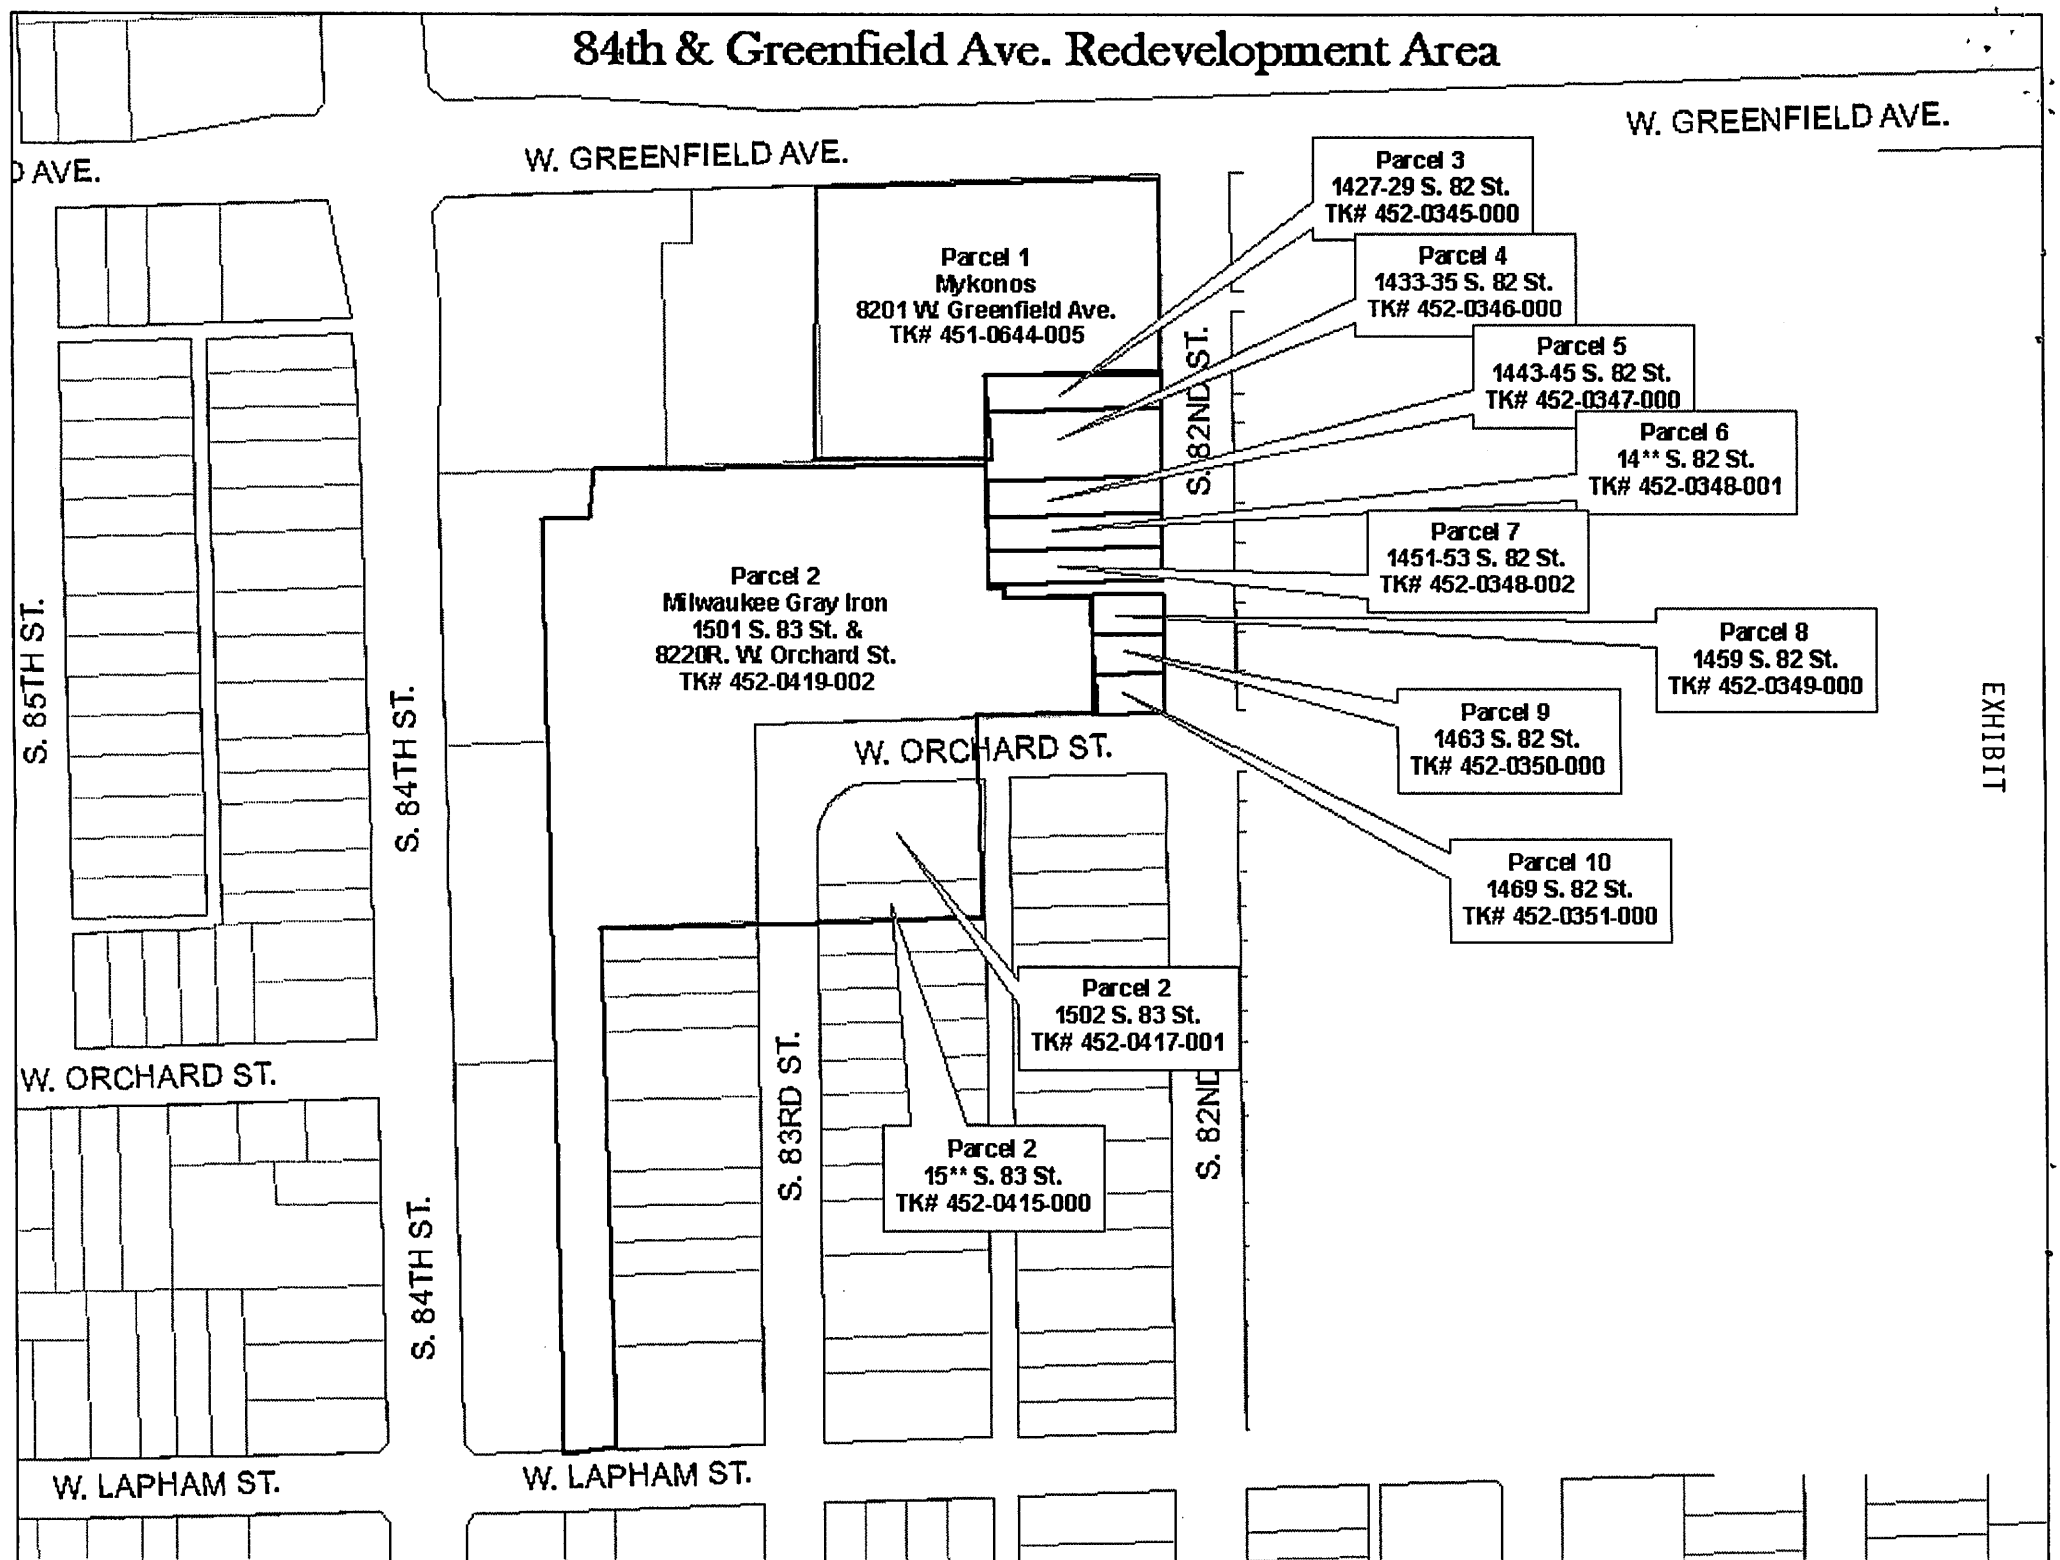 84th & Greenfield Ave. Redevelopment Area
W. GREENFIELD AVE.
W. GREENFIELD AVE.
D AVE.
Parcel 3
1427-29 S. 82 St.
TK# 452-0345-000
Parcel 4
1433-35 S. 82 St.
TK# 452-0346-000
Parcel 1
Mykonos
8201 W. Greenfield Ave.
TK# 451-0644-005
Parcel 5
1443-45 S. 82 St.
TK# 452-0347-000
S. 82ND ST.
Parcel 6
14** S. 82 St.
TK# 452-0348-001
Parcel 7
1451-53 S. 82 St.
TK# 452-0348-002
Parcel 2
Milwaukee Gray Iron
1501 S. 83 St. &
8220R. W. Orchard St.
TK# 452-0419-002
Parcel 8
1459 S. 82 St.
TK# 452-0349-000
S. 85TH ST.
S. 84TH ST.
Parcel 9
1463 S. 82 St.
TK# 452-0350-000
EXHIBIT
W. ORCHARD ST.
Parcel 10
1469 S. 82 St.
TK# 452-0351-000
Parcel 2
1502 S. 83 St.
TK# 452-0417-001
W. ORCHARD ST.
S. 83RD ST.
S. 82ND
Parcel 2
15** S. 83 St.
TK# 452-0415-000
S. 84TH ST.
W. LAPHAM ST.
W. LAPHAM ST.